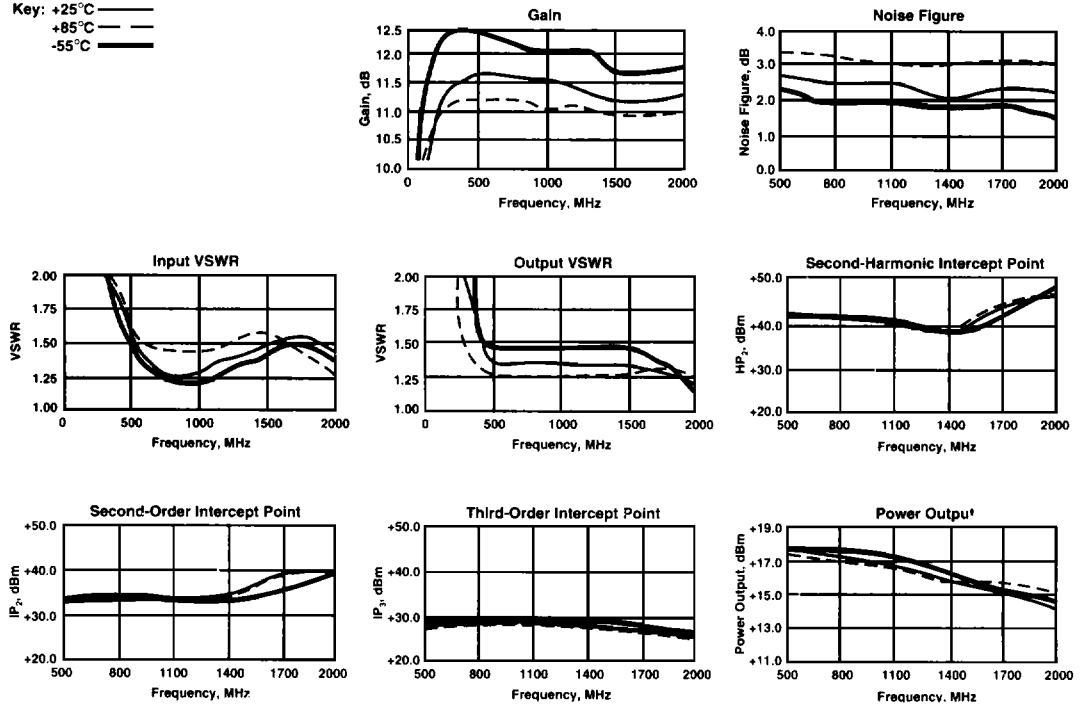 Key: +25°C
+85°C
-55°C
Gain
Gain, dB
12.5
12.0
11.5
11.0
10.5
10.0
0 500 1000 1500 2000
Frequency, MHz
Noise Figure
Noise Figure, dB
4.0
3.0
2.0
1.0
0.0
500 800 1100 1400 1700 2000
Frequency, MHz
Input VSWR
VSWR
2.00
1.75
1.50
1.25
1.00
0 500 1000 1500 2000
Frequency, MHz
Output VSWR
VSWR
2.00
1.75
1.50
1.25
1.00
0 500 1000 1500 2000
Frequency, MHz
Second-Harmonic Intercept Point
HP2, dBm
+50.0
+40.0
+30.0
+20.0
500 800 1100 1400 1700 2000
Frequency, MHz
Second-Order Intercept Point
IP2, dBm
+50.0
+40.0
+30.0
+20.0
500 800 1100 1400 1700 2000
Frequency, MHz
Third-Order Intercept Point
IP3, dBm
+50.0
+40.0
+30.0
+20.0
500 800 1100 1400 1700 2000
Frequency, MHz
Power Output
Power Output, dBm
+19.0
+17.0
+15.0
+13.0
+11.0
500 800 1100 1400 1700 2000
Frequency, MHz